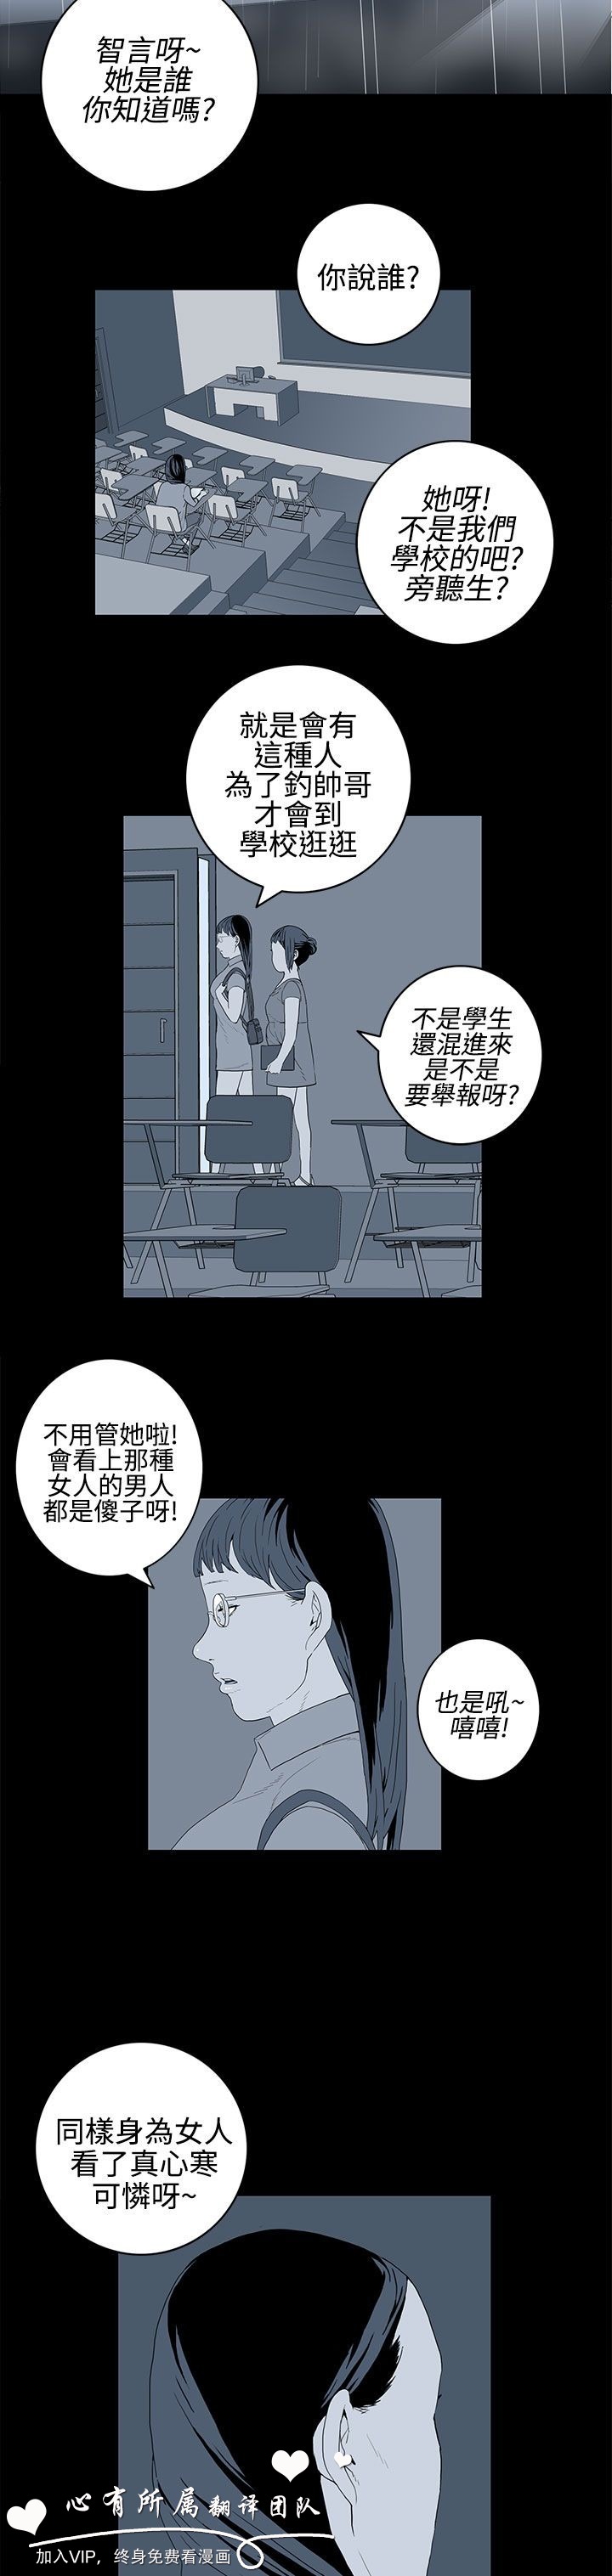 智言呀~
她是誰
你知道嗎?
你說誰?
她呀!
不是我們
學校的吧?
旁聽生?
就是會有
這種人
為了釣帥哥
才會到
學校逛逛
不是學生
還混進來
是不是
要舉報呀?
不用管她啦!
會看上那種
女人的男人
都是傻子呀!
也是吼~
嘻嘻!
同樣身為女人
看了真心寒
可憐呀~
心有所属翻译团队
加入VIP，终身免费看漫画